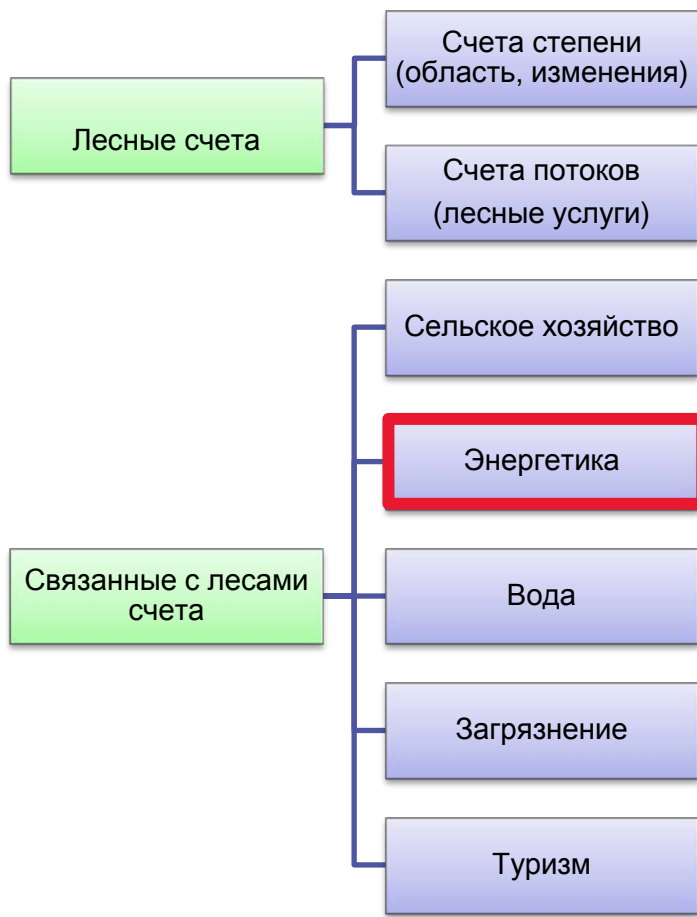 Счета степени
(область, изменения)
Лесные счета
Счета потоков
(лесные услуги)
Сельское хозяйство
Энергетика
Связанные с лесами
счета
Вода
Загрязнение
Туризм